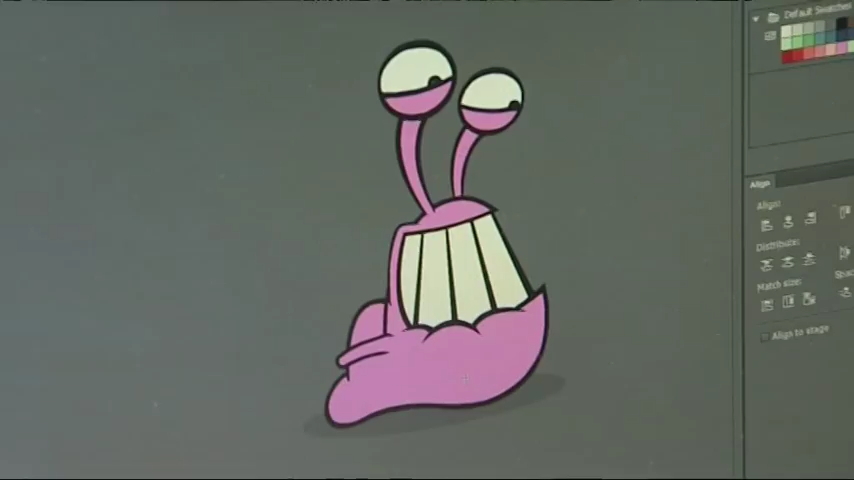 Default Swatches
Align
Align:
Distribute:
Match size:
Align to stage